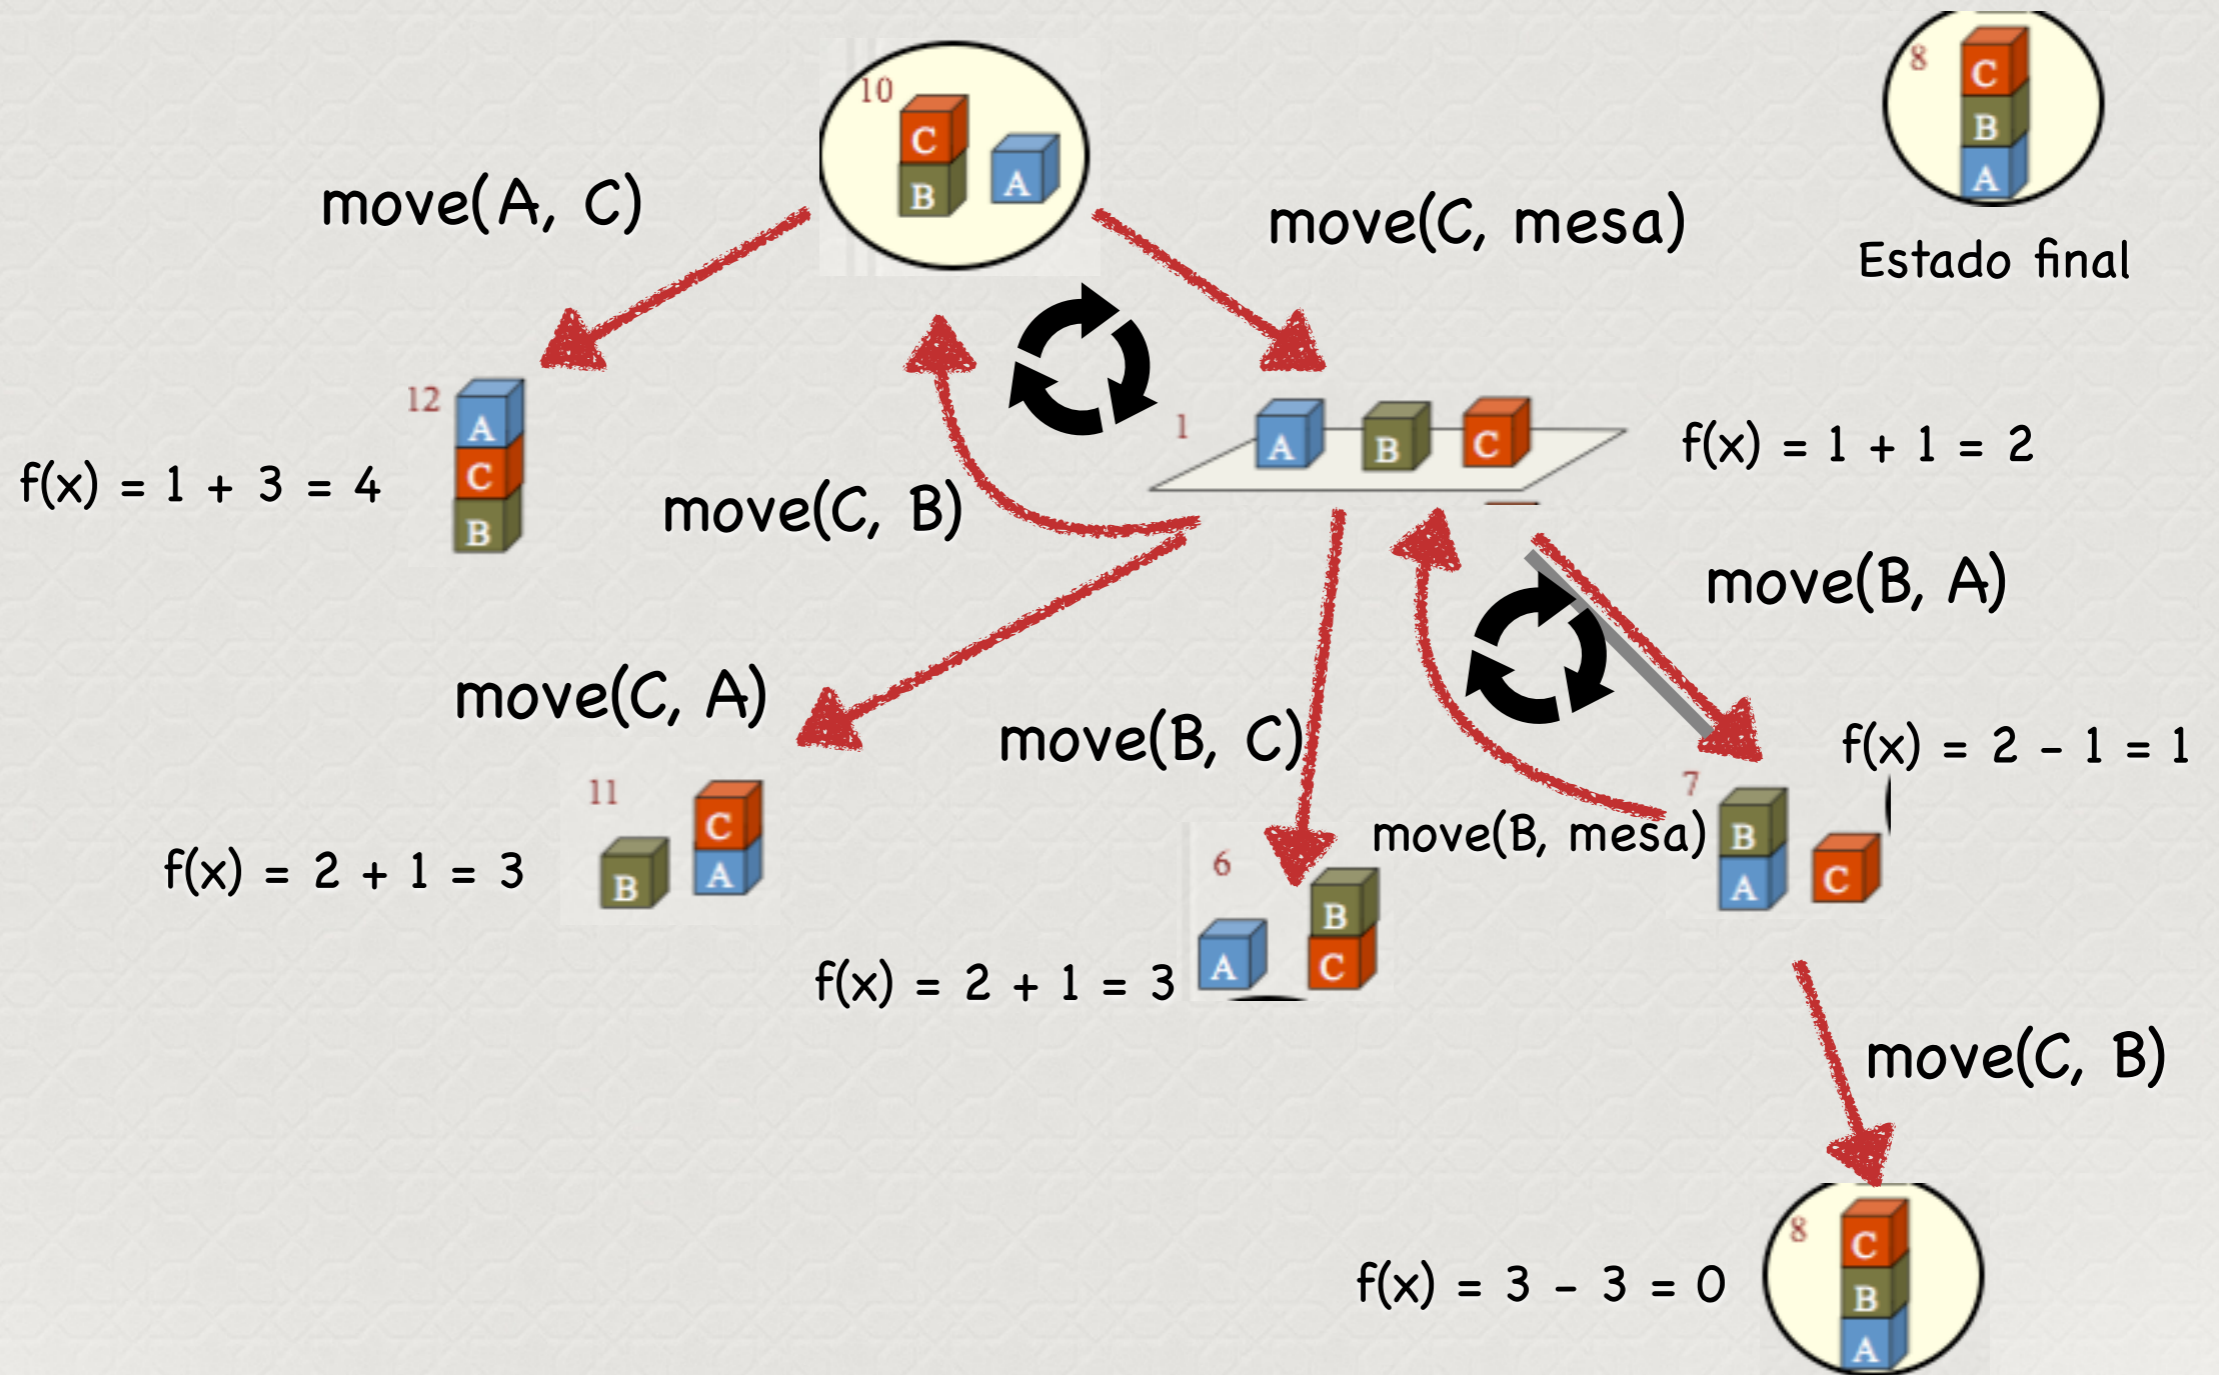 10
C
B
A
8
C
B
A
Estado final
move(A, C)
move(C, mesa)
12
A
C
B
f(x) = 1 + 3 = 4
1
A
B
C
f(x) = 1 + 1 = 2
move(C, B)
move(B, A)
move(C, A)
move(B, C)
move(B, mesa)
11
B
C
A
f(x) = 2 + 1 = 3
6
A
B
C
f(x) = 2 + 1 = 3
7
B
A
C
f(x) = 2 - 1 = 1
move(C, B)
8
C
B
A
f(x) = 3 - 3 = 0